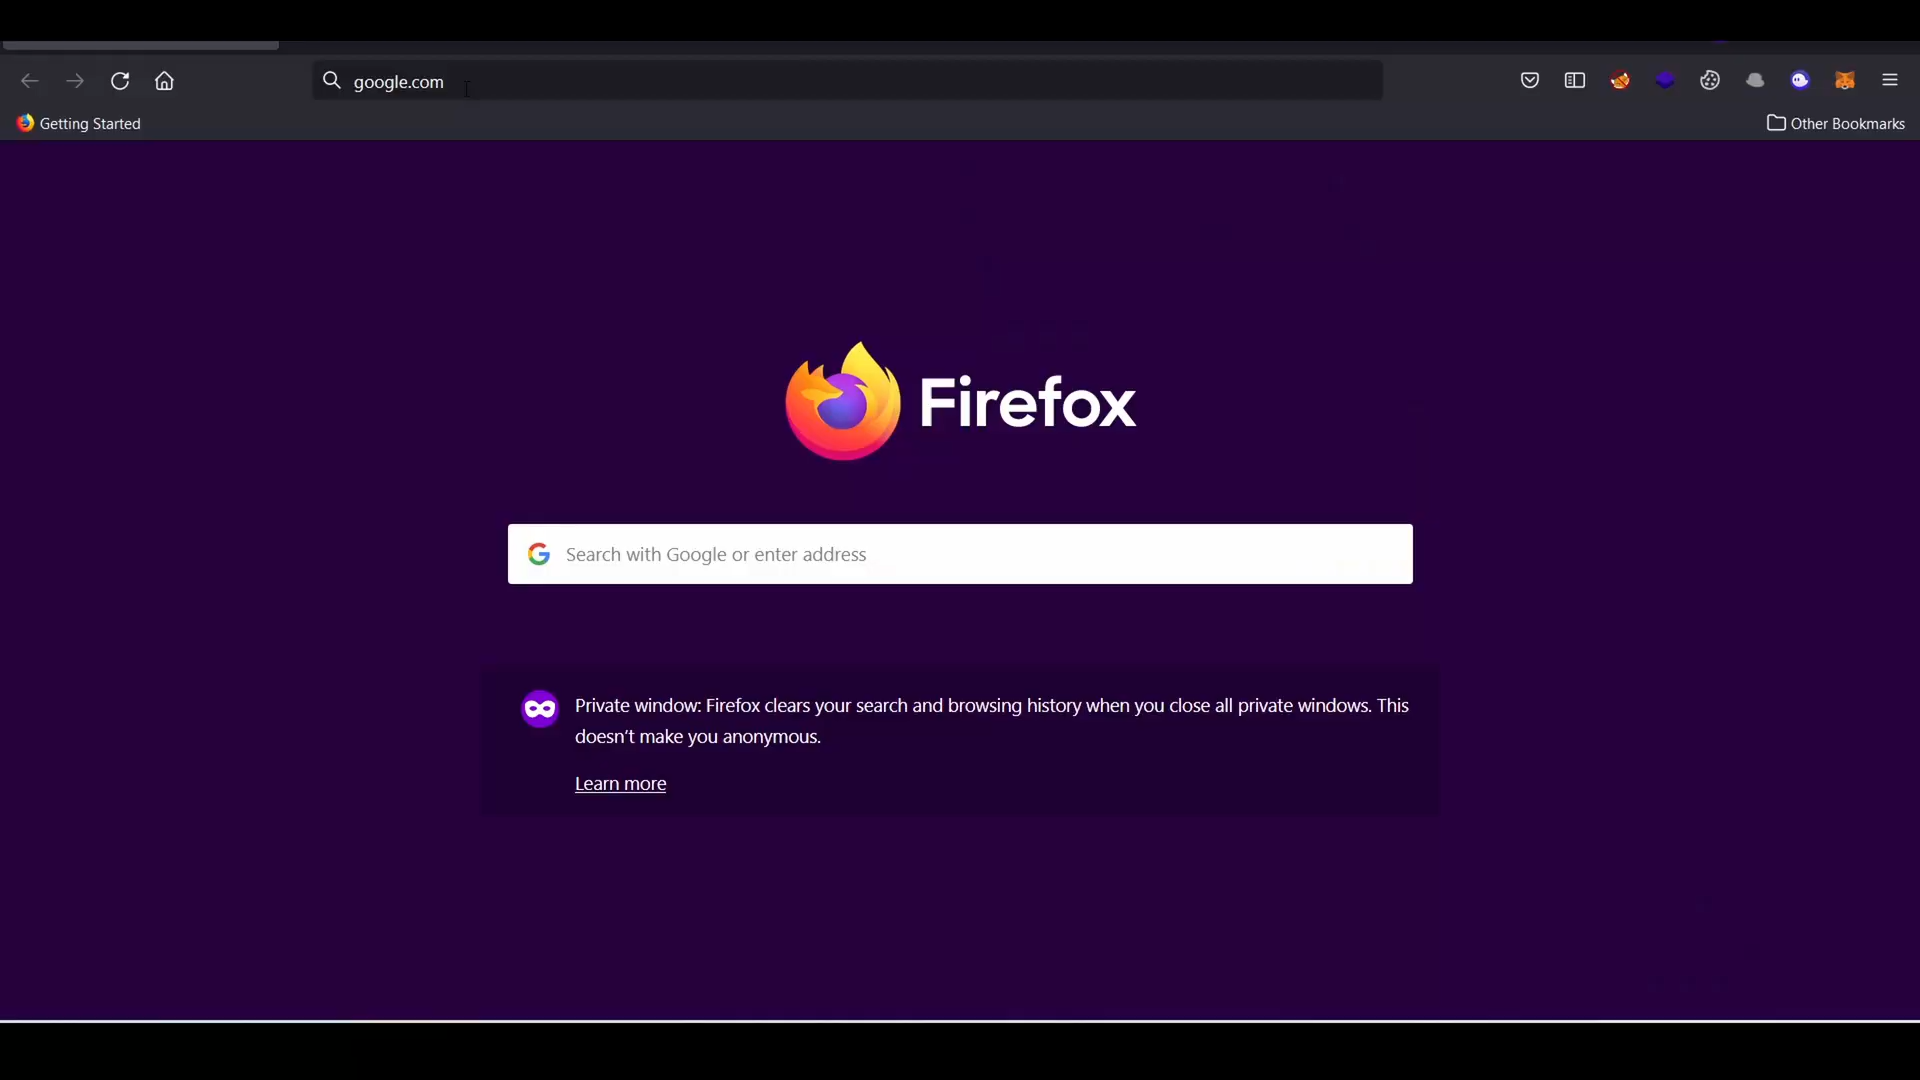 google.com
Getting Started
Other Bookmarks
Firefox
Search with Google or enter address
Private window: Firefox clears your search and browsing history when you close all private windows. This
doesn’t make you anonymous.
Learn more